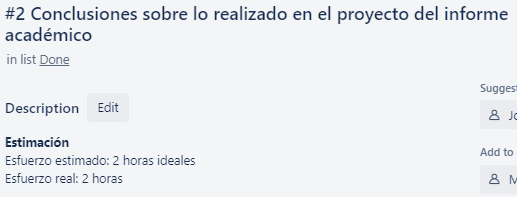 #2 Conclusiones sobre lo realizado en el proyecto del informe
académico
in list Done
Description Edit
Estimación
Esfuerzo estimado: 2 horas ideales
Esfuerzo real: 2 horas
Add to